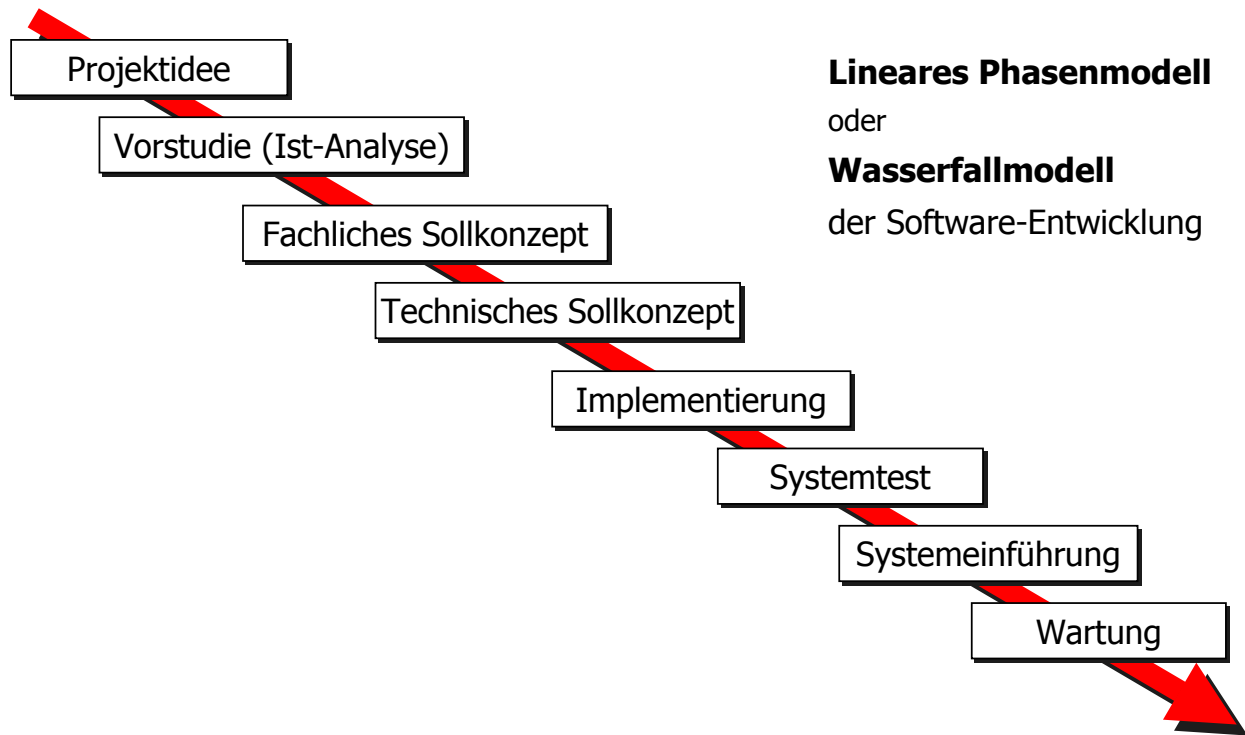 Projektidee
Vorstudie (Ist-Analyse)
Fachliches Sollkonzept
Technisches Sollkonzept
Implementierung
Systemtest
Systemeinführung
Wartung
Lineares Phasenmodell
oder
Wasserfallmodell
der Software-Entwicklung